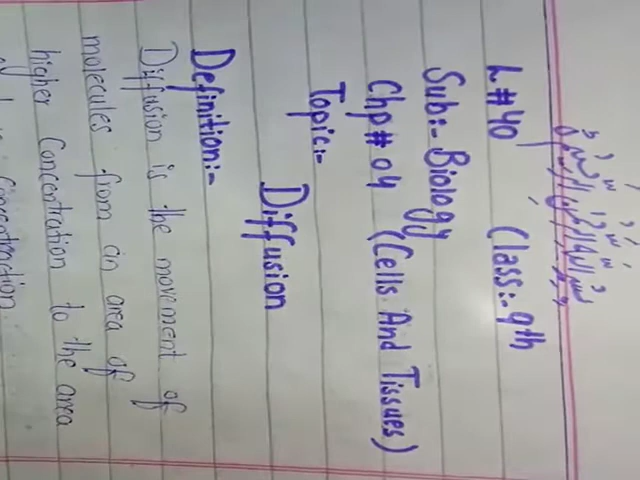 بسم اللہ الرحمن الرحیم
L#40 Class:- 9th
Sub:- Biology
Chp# 04 (Cells And Tissues)
Topic:-
Diffusion
Definition:-
Diffusion is the movement of
molecules from an area of
higher Concentration to the area
Concentration.